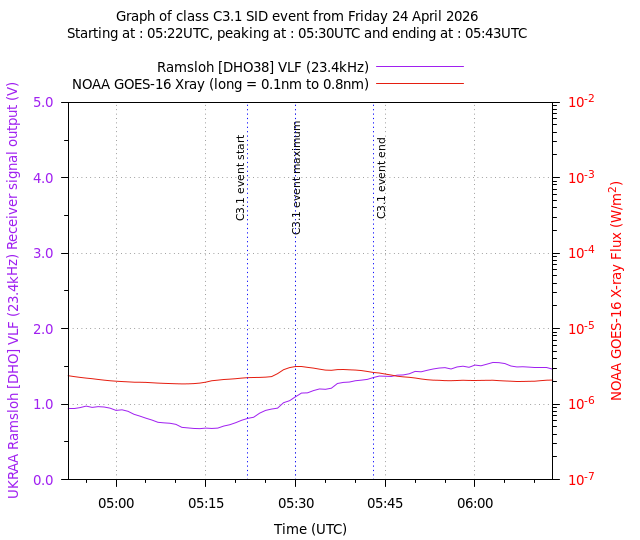 Graph of class C3.1 SID event from Friday 24 April 2026
Starting at : 05:22UTC, peaking at : 05:30UTC and ending at : 05:43UTC
Ramsloh [DHO38] VLF (23.4kHz)
NOAA GOES-16 Xray (long = 0.1nm to 0.8nm)
UKRAA Ramsloh [DHO] VLF (23.4kHz) Receiver signal output (V)
5.0
4.0
3.0
2.0
1.0
0.0
C3.1 event start
C3.1 event maximum
C3.1 event end
10-2
10-3
10-4
10-5
10-6
10-7
NOAA GOES-16 X-ray Flux (W/m2)
05:00
05:15
05:30
05:45
06:00
Time (UTC)